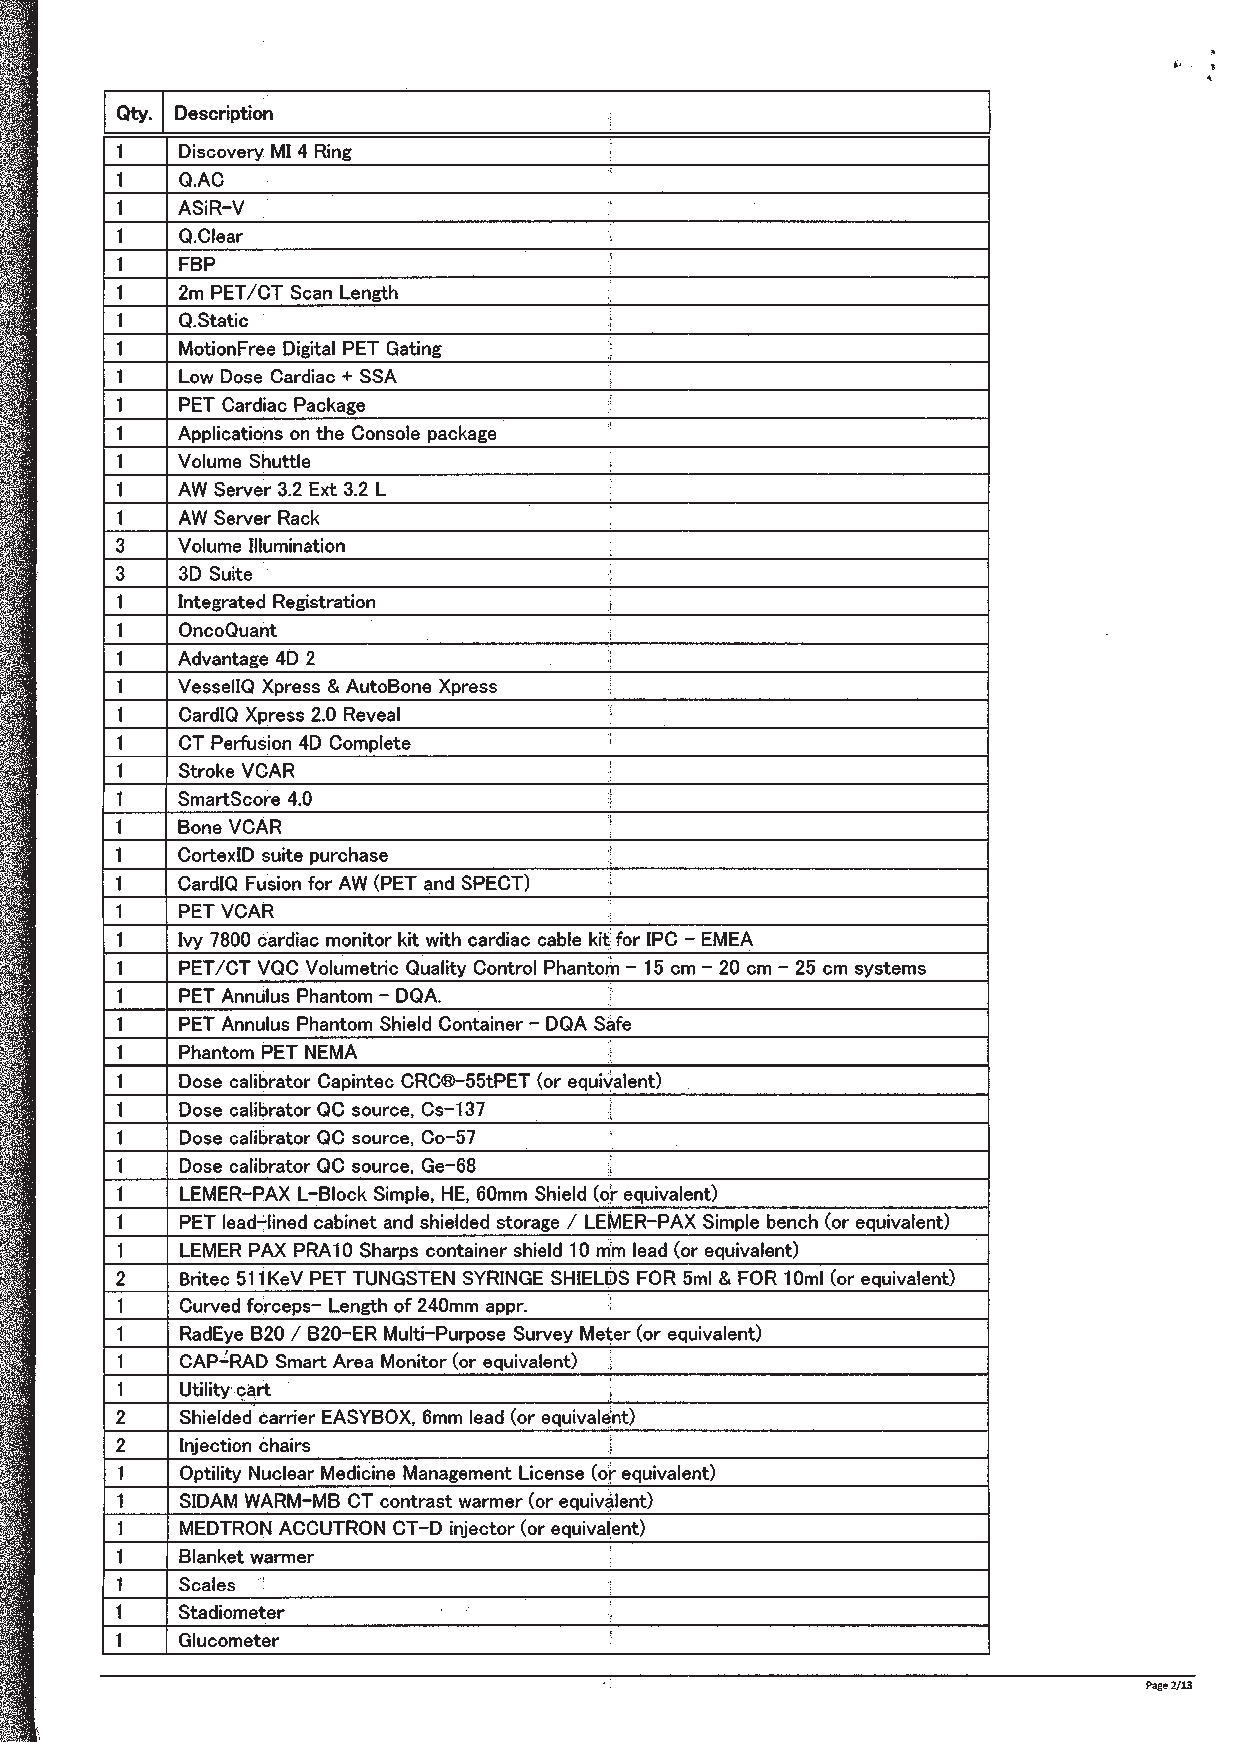 Qty. Description
1 Discovery MI 4 Ring
1 Q.AC
1 ASiR-V
1 Q.Clear
1 FBP
1 2m PET/CT Scan Length
1 Q.Static
1 MotionFree Digital PET Gating
1 Low Dose Cardiac + SSA
1 PET Cardiac Package
1 Applications on the Console package
1 Volume Shuttle
1 AW Server 3.2 Ext 3.2 L
1 AW Server Rack
3 Volume Illumination
3 3D Suite
1 Integrated Registration
1 OncoQuant
1 Advantage 4D 2
1 VesselIQ Xpress & AutoBone Xpress
1 CardIQ Xpress 2.0 Reveal
1 CT Perfusion 4D Complete
1 Stroke VCAR
1 SmartScore 4.0
1 Bone VCAR
1 CortexID suite purchase
1 CardIQ Fusion for AW (PET and SPECT)
1 PET VCAR
1 Ivy 7800 cardiac monitor kit with cardiac cable kit for IPC - EMEA
1 PET/CT VQC Volumetric Quality Control Phantom - 15 cm - 20 cm - 25 cm systems
1 PET Annulus Phantom - DQA.
1 PET Annulus Phantom Shield Container - DQA Safe
1 Phantom PET NEMA
1 Dose calibrator Capintec CRC®-55tPET (or equivalent)
1 Dose calibrator QC source, Cs-137
1 Dose calibrator QC source, Co-57
1 Dose calibrator QC source, Ge-68
1 LEMER-PAX L-Block Simple, HE, 60mm Shield (or equivalent)
1 PET lead-lined cabinet and shielded storage / LEMER-PAX Simple bench (or equivalent)
1 LEMER PAX PRA10 Sharps container shield 10 mm lead (or equivalent)
2 Britec 511KeV PET TUNGSTEN SYRINGE SHIELDS FOR 5ml & FOR 10ml (or equivalent)
1 Curved forceps- Length of 240mm appr.
1 RadEye B20 / B20-ER Multi-Purpose Survey Meter (or equivalent)
1 CAP-RAD Smart Area Monitor (or equivalent)
1 Utility cart
2 Shielded carrier EASYBOX, 6mm lead (or equivalent)
2 Injection chairs
1 Optility Nuclear Medicine Management License (or equivalent)
1 SIDAM WARM-MB CT contrast warmer (or equivalent)
1 MEDTRON ACCUTRON CT-D injector (or equivalent)
1 Blanket warmer
1 Scales
1 Stadiometer
1 Glucometer
Page 2/13